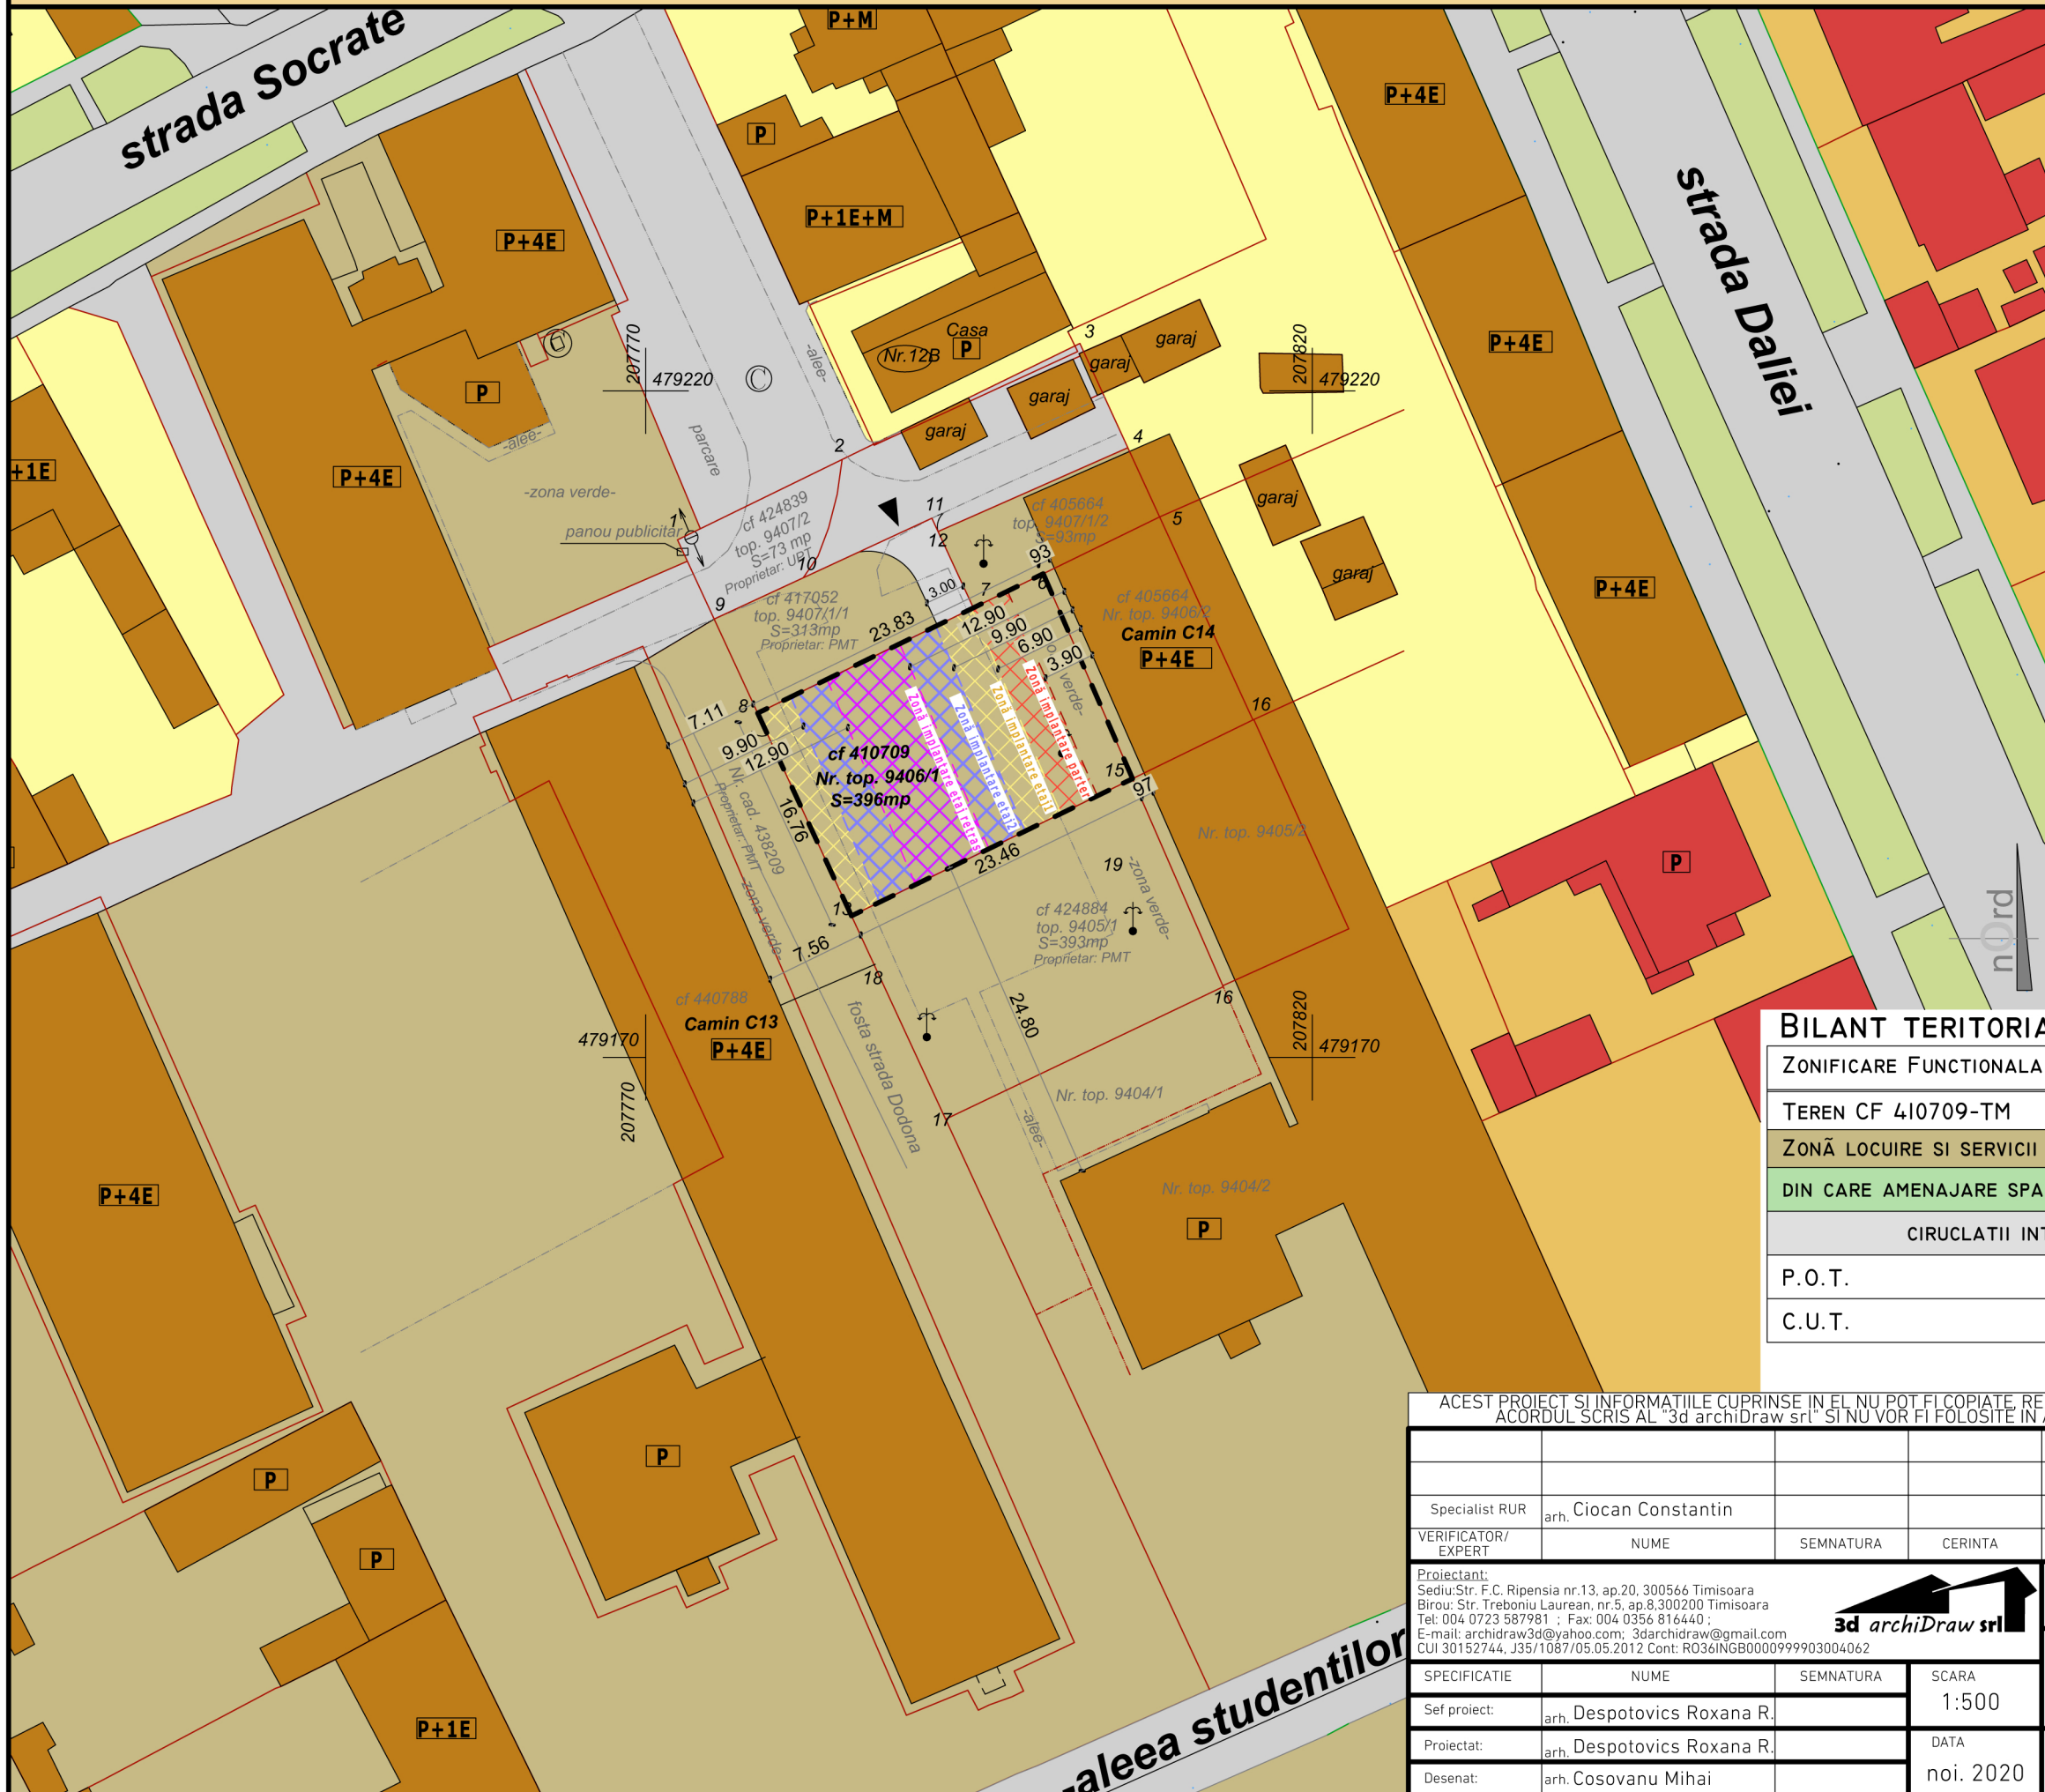 strada Socrate
P+M
P+4E
P
P+1E+M
P+4E
strada Daliei
P+4E
P+4E
P+4E
P+4E
+1E
P
Casa
P
Nr.12B
garaj
garaj
garaj
garaj
garaj
garaj
207770
479220
207820
479220
C
C
-alee-
-alee-
parcare
-zona verde-
panou publicitar
1
2
3
4
5
6
7
8
9
10
11
12
13
15
16
16
17
18
19
93
97
cf 424839
top. 9407/2
S=73 mp
Proprietar: UPT
cf 405664
top. 9407/1/2
S=93mp
cf 417052
top. 9407/1/1
S=313mp
Proprietar: PMT
cf 405664
Nr. top. 9406/2
Camin C14
P+4E
3.00
23.83
12.90
9.90
6.90
3.90
7.11
9.90
12.90
16.76
23.46
7.56
24.80
cf 410709
Nr. top. 9406/1
S=396mp
Zonă implantare etaj retras
Zonă implantare etaj2
Zonă implantare etaj1
Zonă implantare parter
Nr. cad. 438209
Proprietar: PMT
-zona verde-
-zona verde-
Nr. top. 9405/2
cf 424884
top. 9405/1
S=393mp
Proprietar: PMT
cf 440788
Camin C13
P+4E
479170
207770
207820
479170
fosta strada Dodona
-alee-
Nr. top. 9404/1
Nr. top. 9404/2
P
P
P+4E
P
P
P
P+1E
-aleea studentilor
nOrd
BILANT TERITORIA
ZONIFICARE FUNCTIONALA
TEREN CF 410709-TM
ZONÃ LOCUIRE SI SERVICII
DIN CARE AMENAJARE SPA
CIRUCLATII INT
P.O.T.
C.U.T.
ACEST PROIECT SI INFORMATIILE CUPRINSE IN EL NU POT FI COPIATE, RE
ACORDUL SCRIS AL "3d archiDraw srl" SI NU VOR FI FOLOSITE IN
Specialist RUR arh. Ciocan Constantin
VERIFICATOR/
EXPERT NUME SEMNATURA CERINTA
Proiectant:
Sediu:Str. F.C. Ripensia nr.13, ap.20, 300566 Timisoara
Birou: Str. Treboniu Laurean, nr.5, ap.8,300200 Timisoara
Tel: 004 0723 587981 ; Fax: 004 0356 816440 ;
E-mail: archidraw3d@yahoo.com; 3darchidraw@gmail.com
CUI 30152744, J35/1087/05.05.2012 Cont: RO36INGB0000999903004062
3d archiDraw srl
SPECIFICATIE NUME SEMNATURA SCARA
1:500
Sef proiect: arh. Despotovics Roxana R.
Proiectat: arh. Despotovics Roxana R.
DATA
noi. 2020
Desenat: arh. Cosovanu Mihai